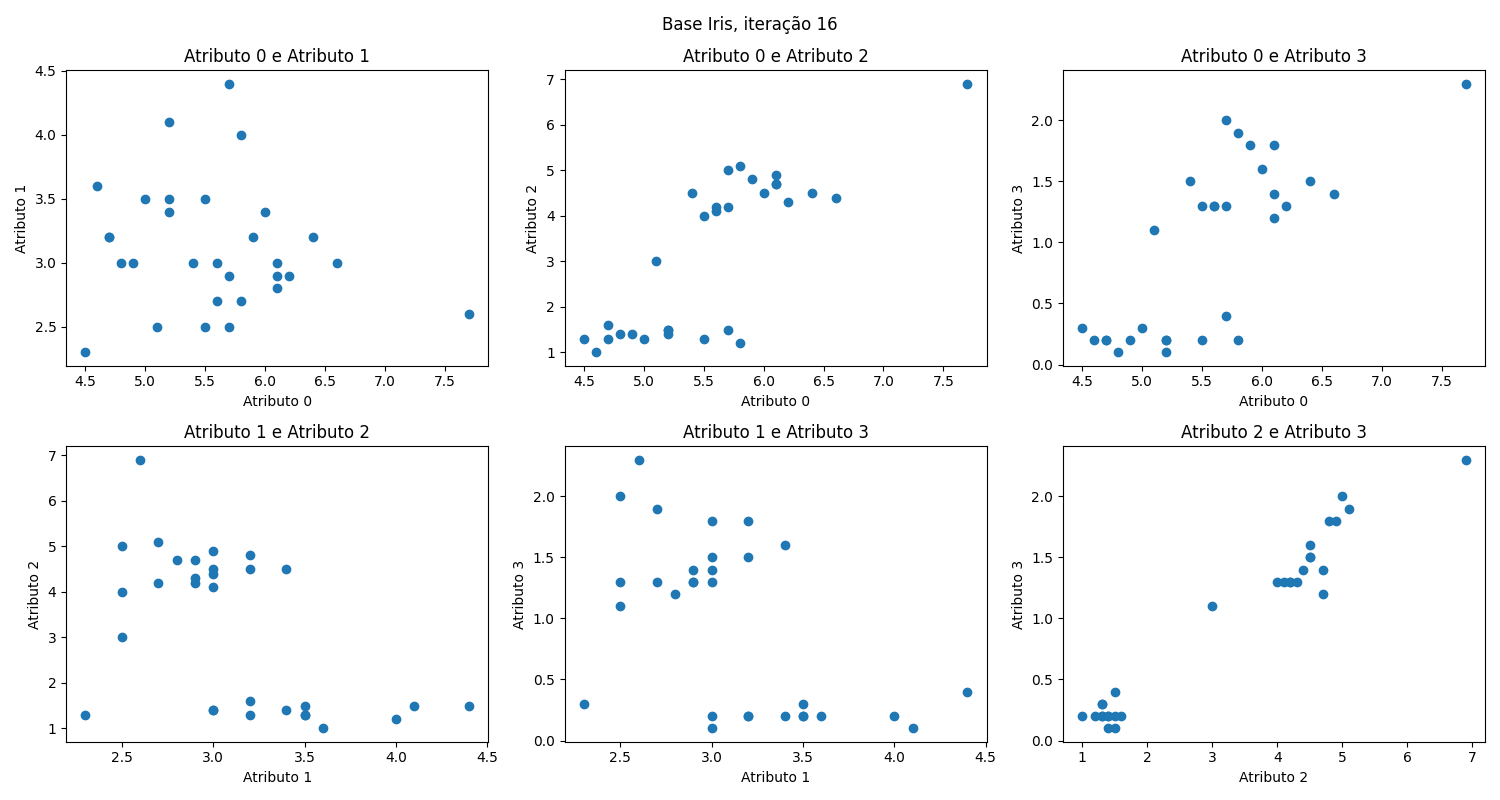 Base Iris, iteração 16
Atributo 0 e Atributo 1
4.5
4.0
3.5
3.0
2.5
Atributo 1
4.5 5.0 5.5 6.0 6.5 7.0 7.5
Atributo 0
Atributo 0 e Atributo 2
7
6
5
4
3
2
1
Atributo 2
4.5 5.0 5.5 6.0 6.5 7.0 7.5
Atributo 0
Atributo 0 e Atributo 3
2.0
1.5
1.0
0.5
0.0
Atributo 3
4.5 5.0 5.5 6.0 6.5 7.0 7.5
Atributo 0
Atributo 1 e Atributo 2
7
6
5
4
3
2
1
Atributo 2
2.5 3.0 3.5 4.0 4.5
Atributo 1
Atributo 1 e Atributo 3
2.0
1.5
1.0
0.5
0.0
Atributo 3
2.5 3.0 3.5 4.0 4.5
Atributo 1
Atributo 2 e Atributo 3
2.0
1.5
1.0
0.5
0.0
Atributo 3
1 2 3 4 5 6 7
Atributo 2